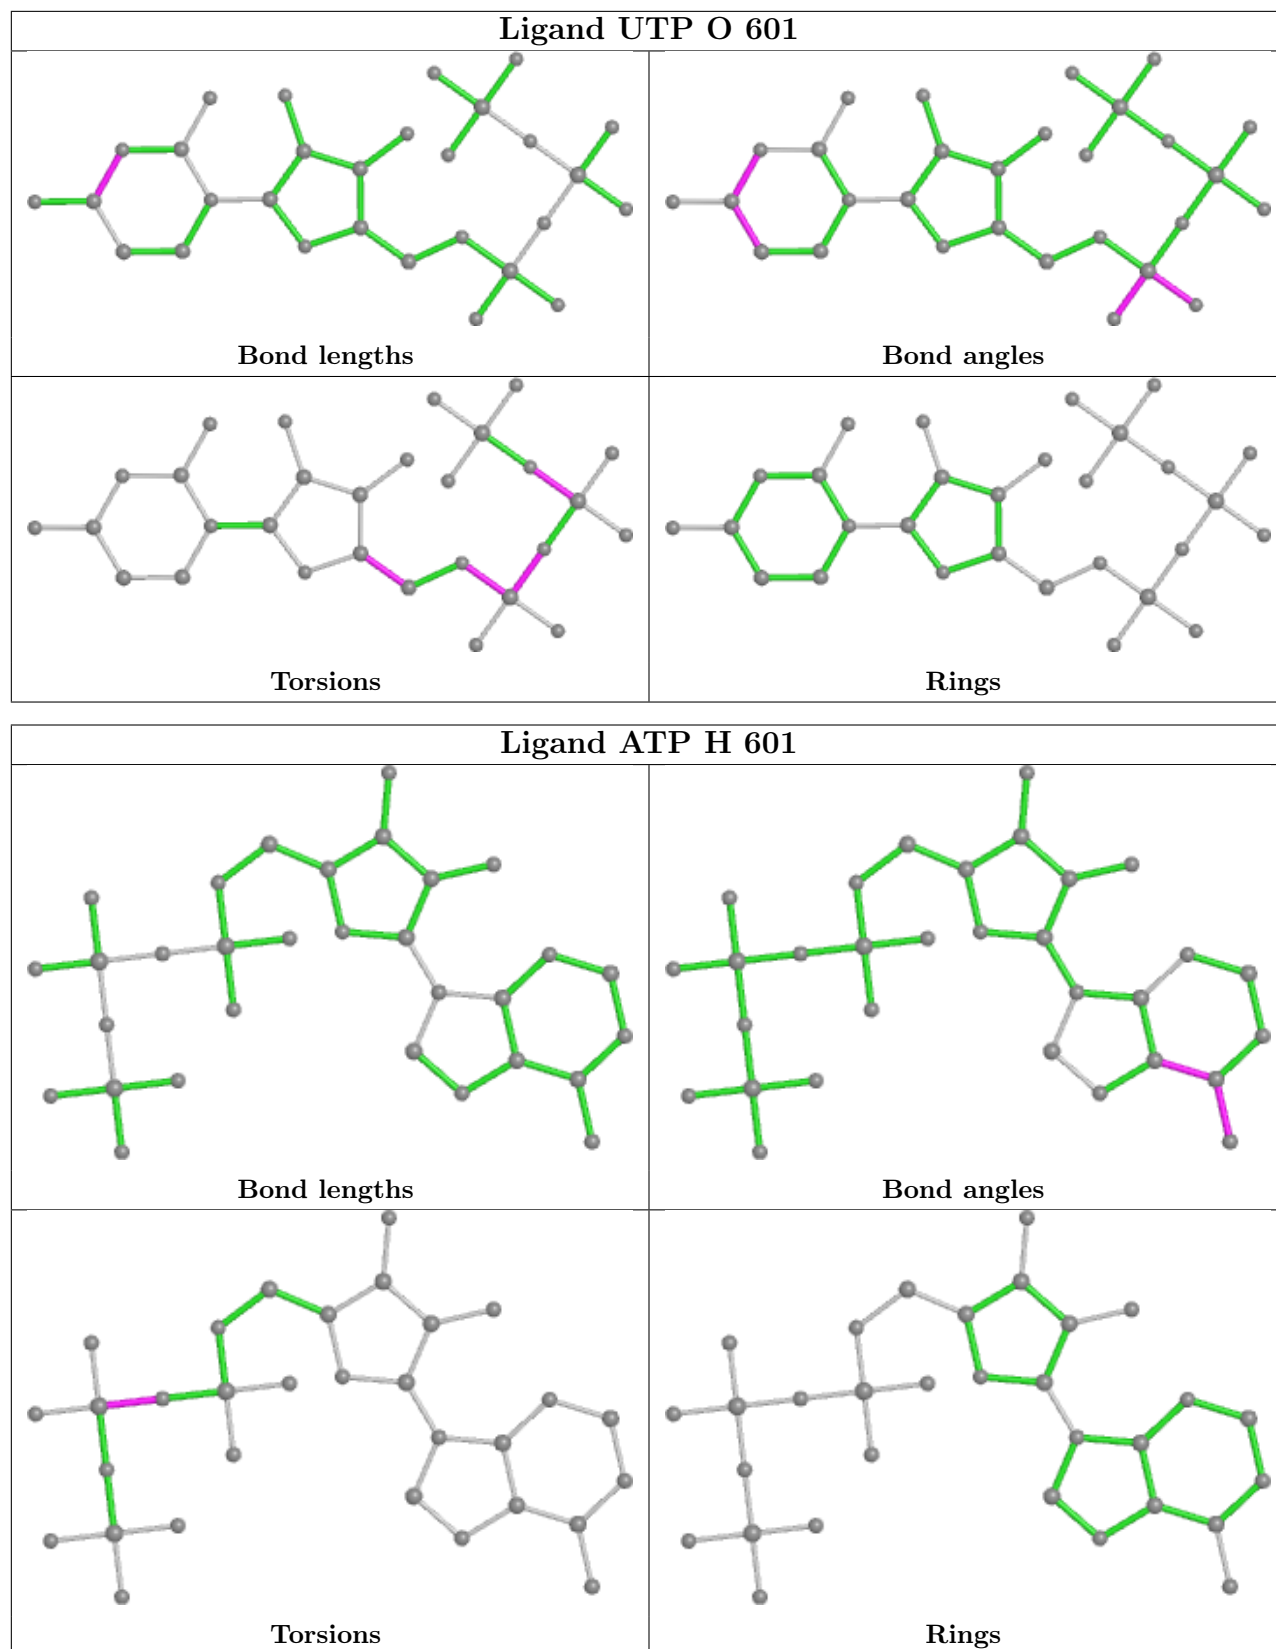 Ligand UTP O 601
Bond lengths
Bond angles
Torsions
Rings
Ligand ATP H 601
Bond lengths
Bond angles
Torsions
Rings